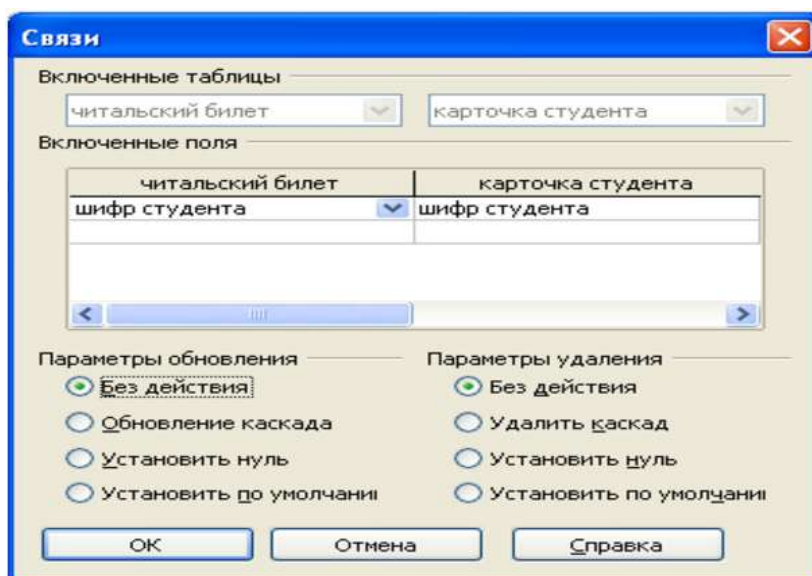 Связи
Включенные таблицы
читальский билет карточка студента
Включенные поля
читальский билет карточка студента
шифр студента шифр студента
Параметры обновления Параметры удаления
Без действия Без действия
Обновление каскада Удалить каскад
Установить нуль Установить нуль
Установить по умолчани Установить по умолчани
ОК Отмена Справка